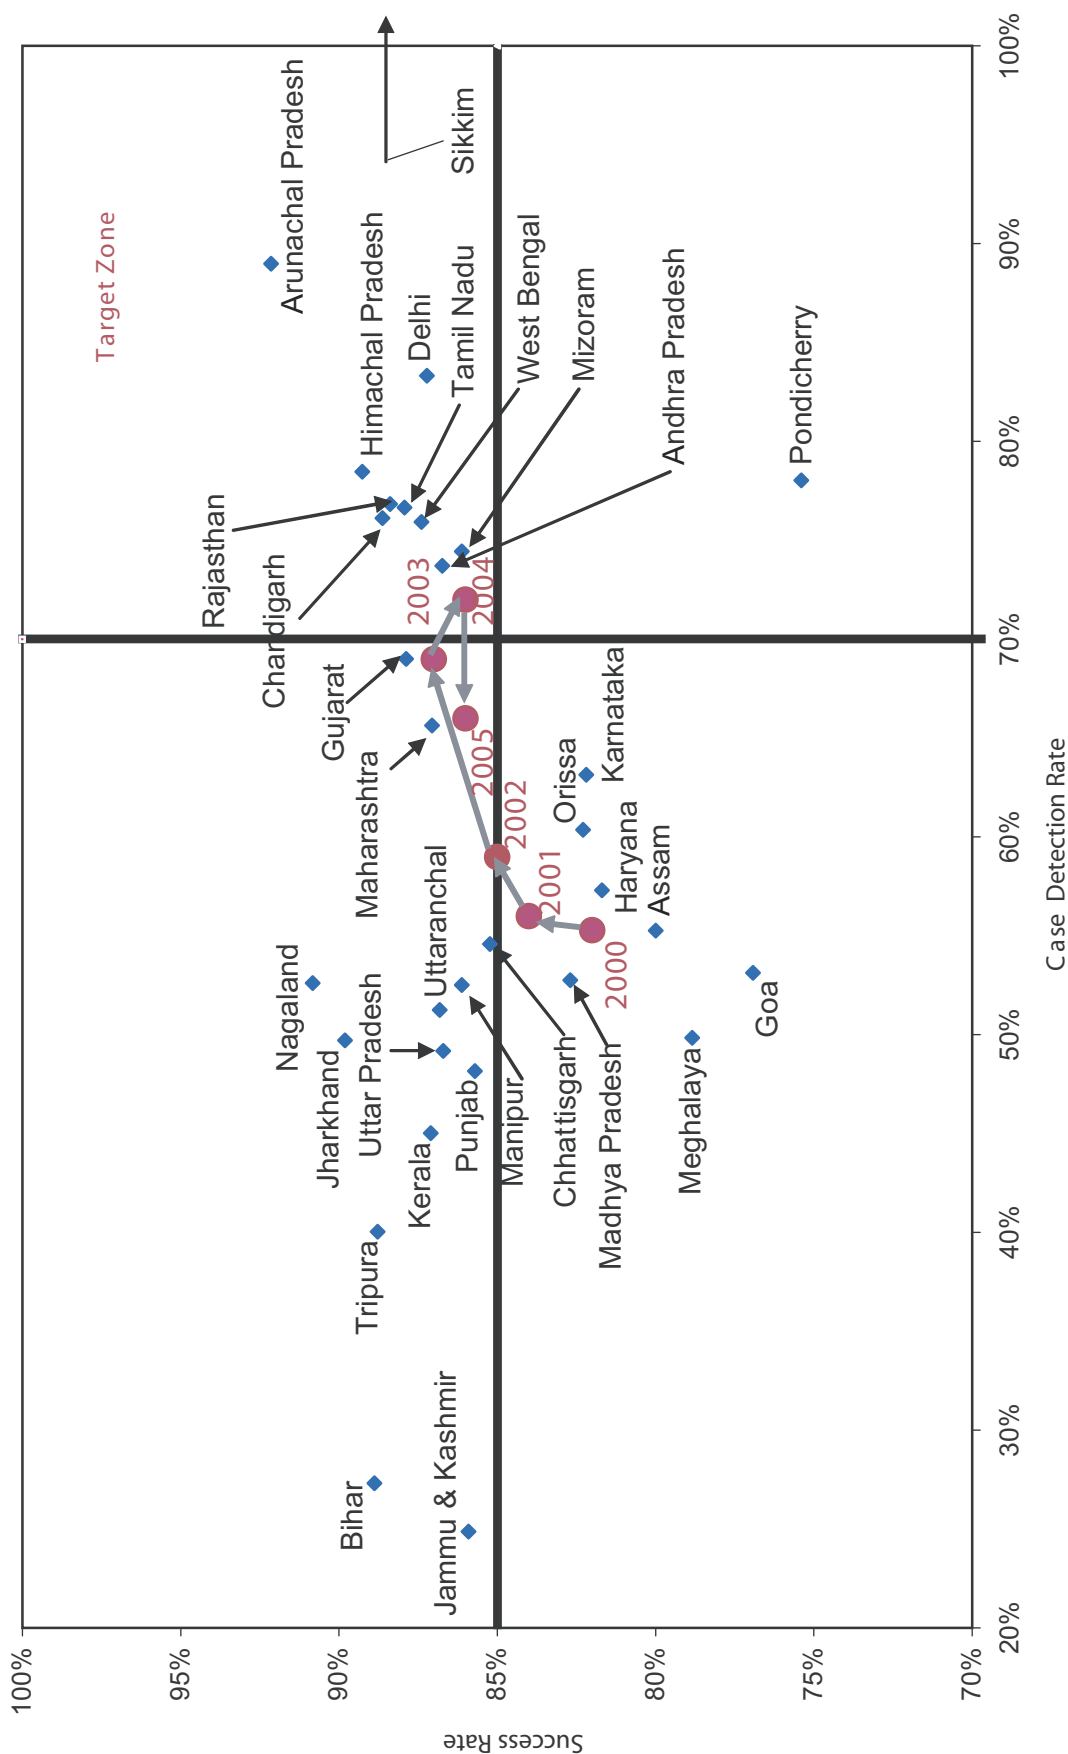 Target Zone
Arunachal Pradesh
Sikkim
Himachal Pradesh
Delhi
Tamil Nadu
West Bengal
Mizoram
Andhra Pradesh
Pondicherry
Rajasthan
Chandigarh
Gujarat
Maharashtra
2003
2004
2005
2002
2001
2000
Orissa
Karnataka
Haryana
Assam
Goa
Meghalaya
Nagaland
Jharkhand
Uttar Pradesh
Uttaranchal
Punjab
Manipur
Chhattisgarh
Madhya Pradesh
Kerala
Tripura
Bihar
Jammu & Kashmir
100%
95%
90%
85%
80%
75%
70%
Success Rate
20%
30%
40%
50%
60%
70%
80%
90%
100%
Case Detection Rate